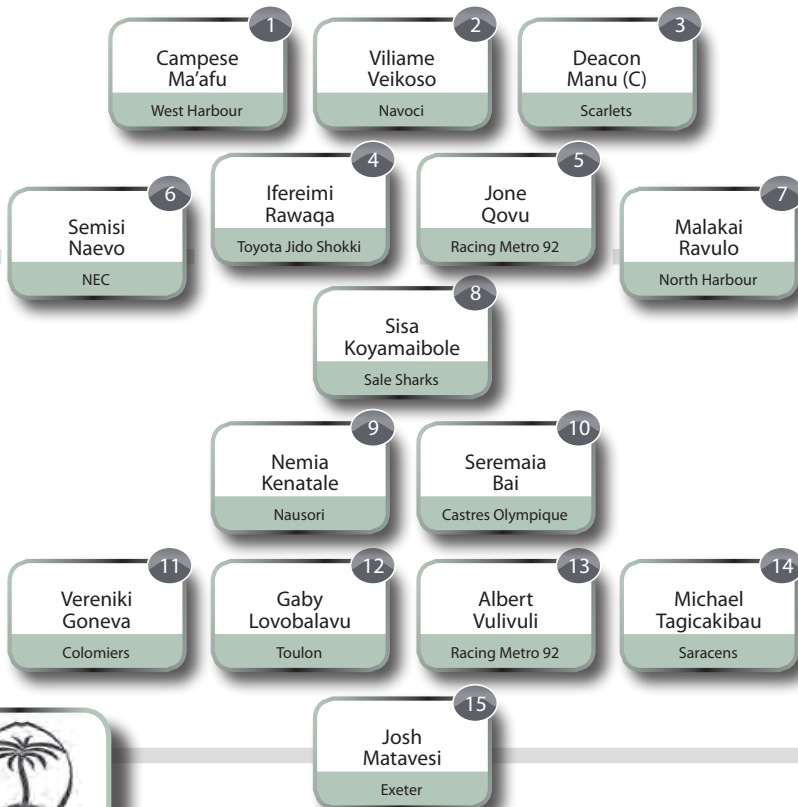 1
Campese
Ma’afu
West Harbour
2
Viliame
Veikoso
Navoci
3
Deacon
Manu (C)
Scarlets
4
Ifereimi
Rawaqa
Toyota Jido Shokki
5
Jone
Qovu
Racing Metro 92
6
Semisi
Naevo
NEC
7
Malakai
Ravulo
North Harbour
8
Sisa
Koyamaibole
Sale Sharks
9
Nemia
Kenatale
Nausori
10
Seremaia
Bai
Castres Olympique
11
Vereniki
Goneva
Colomiers
12
Gaby
Lovobalavu
Toulon
13
Albert
Vulivuli
Racing Metro 92
14
Michael
Tagicakibau
Saracens
15
Josh
Matavesi
Exeter